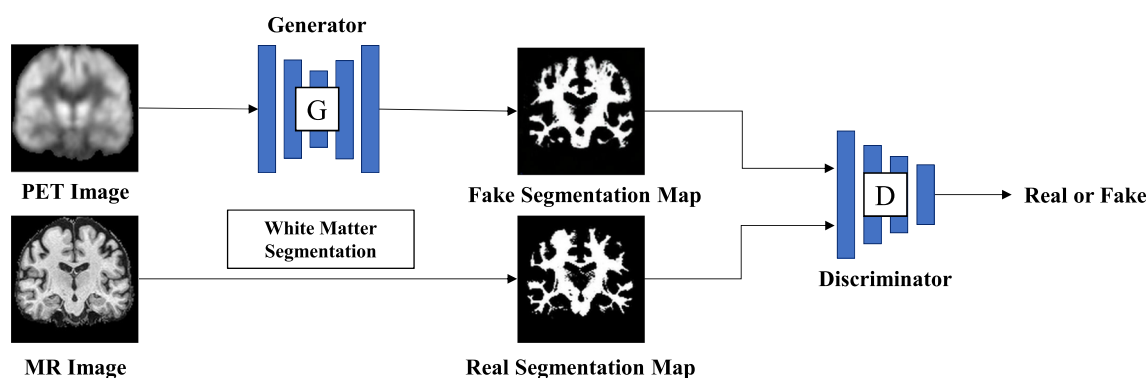 Generator
G
PET Image
Fake Segmentation Map
D
Real or Fake
White Matter
Segmentation
Discriminator
MR Image
Real Segmentation Map